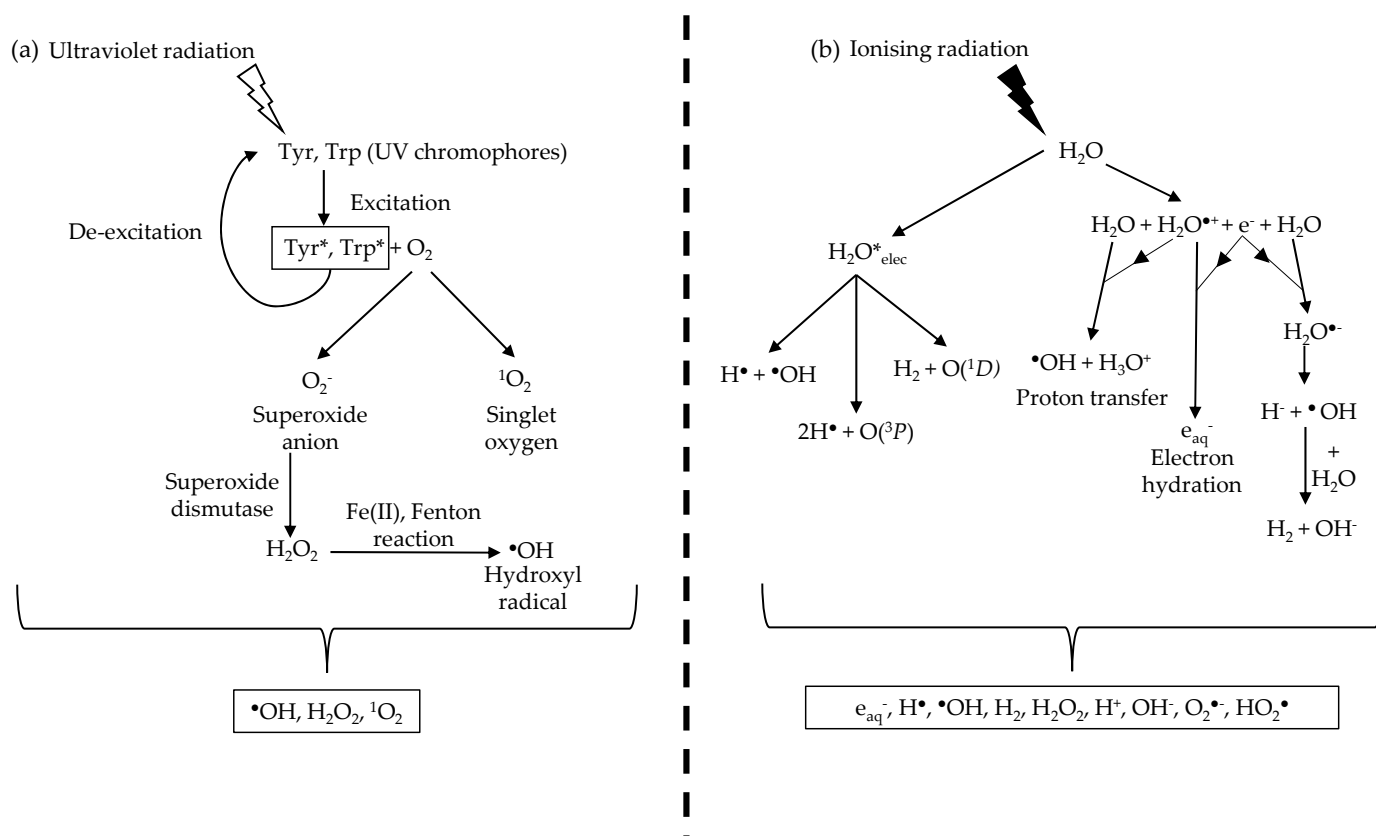 (a) Ultraviolet radiation
Tyr, Trp (UV chromophores)
Excitation
De-excitation
Tyr*, Trp* + O₂
O₂⁻
Superoxide
anion
¹O₂
Singlet
oxygen
Superoxide
dismutase
Fe(II), Fenton
reaction
H₂O₂
•OH
Hydroxyl
radical
•OH, H₂O₂, ¹O₂
(b) Ionising radiation
H₂O
H₂O*elec
H₂O + H₂O•⁺ + e⁻ + H₂O
H• + •OH
2H• + O(³P)
H₂ + O(¹D)
•OH + H₃O⁺
Proton transfer
eaq⁻
Electron
hydration
H₂O•⁻
H⁻ + •OH
+
H₂O
H₂ + OH⁻
eaq⁻, H•, •OH, H₂, H₂O₂, H⁺, OH⁻, O₂•⁻, HO₂•